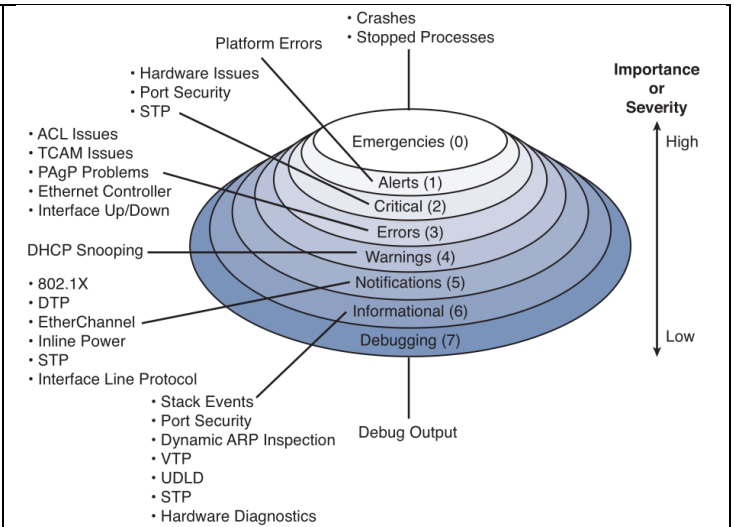 • Crashes
• Stopped Processes
Platform Errors
• Hardware Issues
• Port Security
• STP
Importance
or
Severity
High
Low
• ACL Issues
• TCAM Issues
• PAgP Problems
• Ethernet Controller
• Interface Up/Down
DHCP Snooping
• 802.1X
• DTP
• EtherChannel
• Inline Power
• STP
• Interface Line Protocol
Emergencies (0)
Alerts (1)
Critical (2)
Errors (3)
Warnings (4)
Notifications (5)
Informational (6)
Debugging (7)
• Stack Events
• Port Security
• Dynamic ARP Inspection
• VTP
• UDLD
• STP
• Hardware Diagnostics
Debug Output